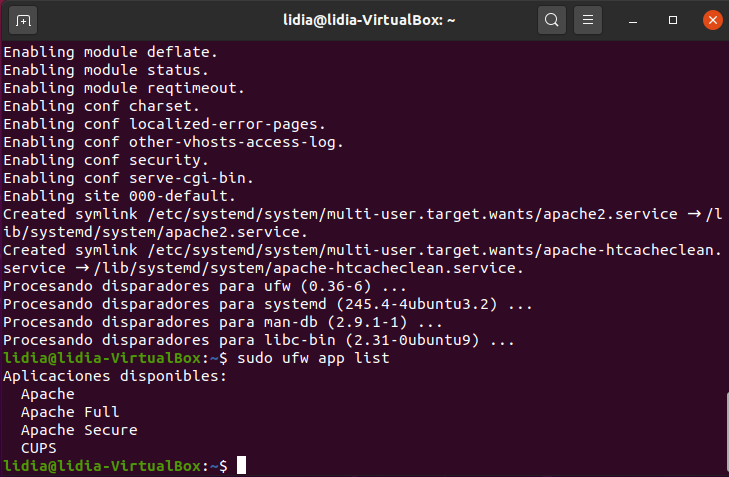 lidia@lidia-VirtualBox: ~
Enabling module deflate.
Enabling module status.
Enabling module reqtimeout.
Enabling conf charset.
Enabling conf localized-error-pages.
Enabling conf other-vhosts-access-log.
Enabling conf security.
Enabling conf serve-cgi-bin.
Enabling site 000-default.
Created symlink /etc/systemd/system/multi-user.target.wants/apache2.service → /l
ib/systemd/system/apache2.service.
Created symlink /etc/systemd/system/multi-user.target.wants/apache-htcacheclean.
service → /lib/systemd/system/apache-htcacheclean.service.
Procesando disparadores para ufw (0.36-6) ...
Procesando disparadores para systemd (245.4-4ubuntu3.2) ...
Procesando disparadores para man-db (2.9.1-1) ...
Procesando disparadores para libc-bin (2.31-0ubuntu9) ...
lidia@lidia-VirtualBox:~$ sudo ufw app list
Aplicaciones disponibles:
  Apache
  Apache Full
  Apache Secure
  CUPS
lidia@lidia-VirtualBox:~$